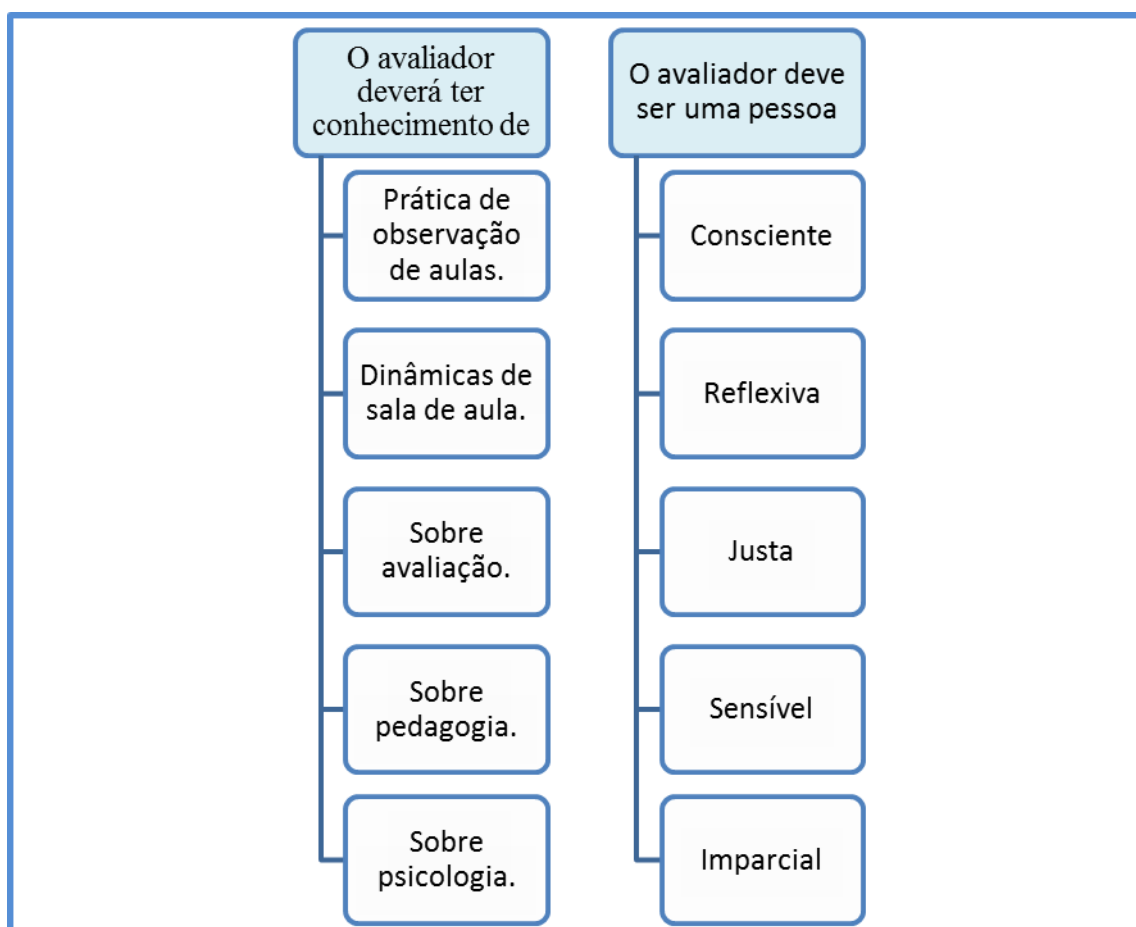 O avaliador
deverá ter
conhecimento de
Prática de
observação
de aulas.
Dinâmicas de
sala de aula.
Sobre
avaliação.
Sobre
pedagogia.
Sobre
psicologia.
O avaliador deve
ser uma pessoa
Consciente
Reflexiva
Justa
Sensível
Imparcial